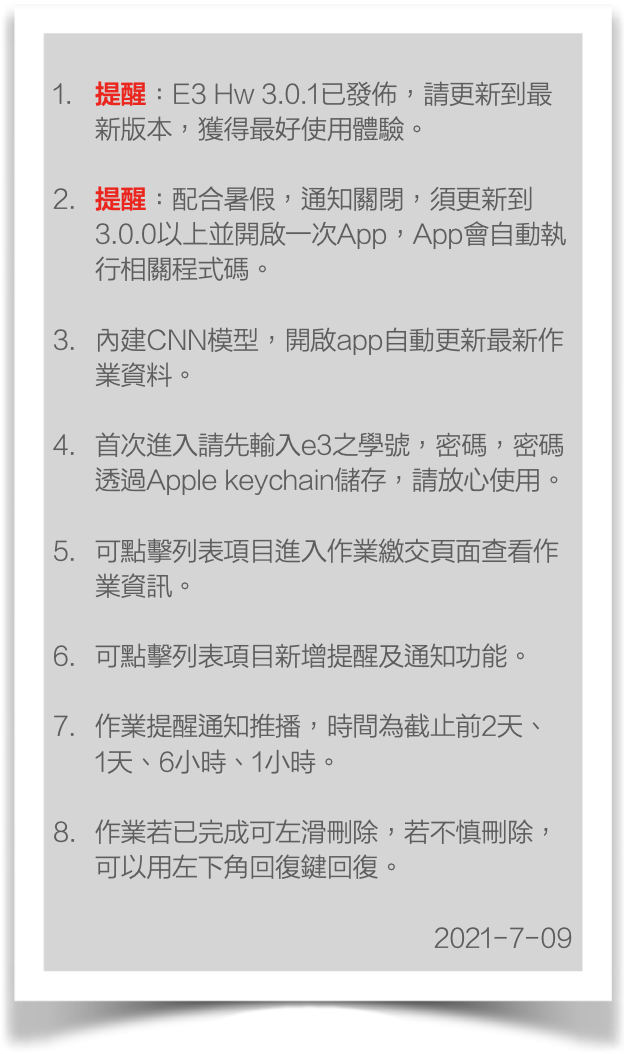 1. 提醒：E3 Hw 3.0.1已發佈，請更新到最
新版本，獲得最好使用體驗。
2. 提醒：配合暑假，通知關閉，須更新到
3.0.0以上並開啟一次App，App會自動執
行相關程式碼。
3. 內建CNN模型，開啟app自動更新最新作
業資料。
4. 首次進入請先輸入e3之學號，密碼，密碼
透過Apple keychain儲存，請放心使用。
5. 可點擊列表項目進入作業繳交頁面查看作
業資訊。
6. 可點擊列表項目新增提醒及通知功能。
7. 作業提醒通知推播，時間為截止前2天、
1天、6小時、1小時。
8. 作業若已完成可左滑刪除，若不慎刪除，
可以用左下角回復鍵回復。
2021-7-09